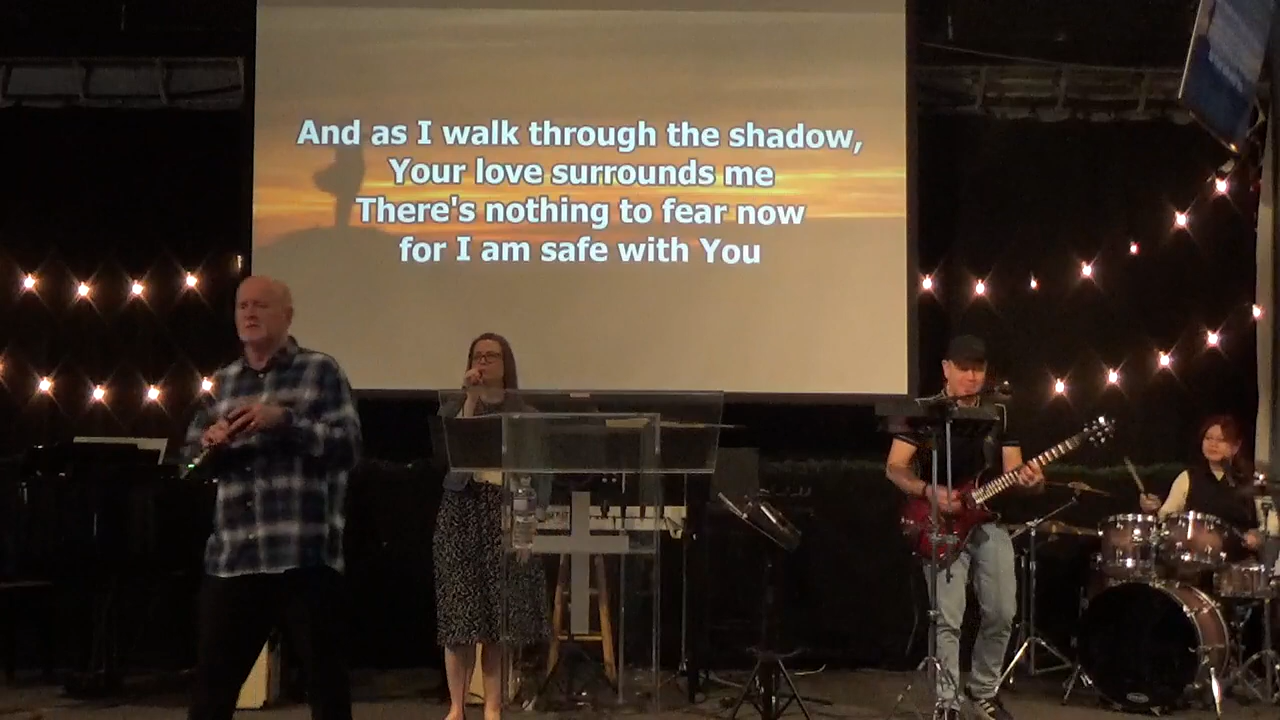 And as I walk through the shadow,
Your love surrounds me
There's nothing to fear now
for I am safe with You